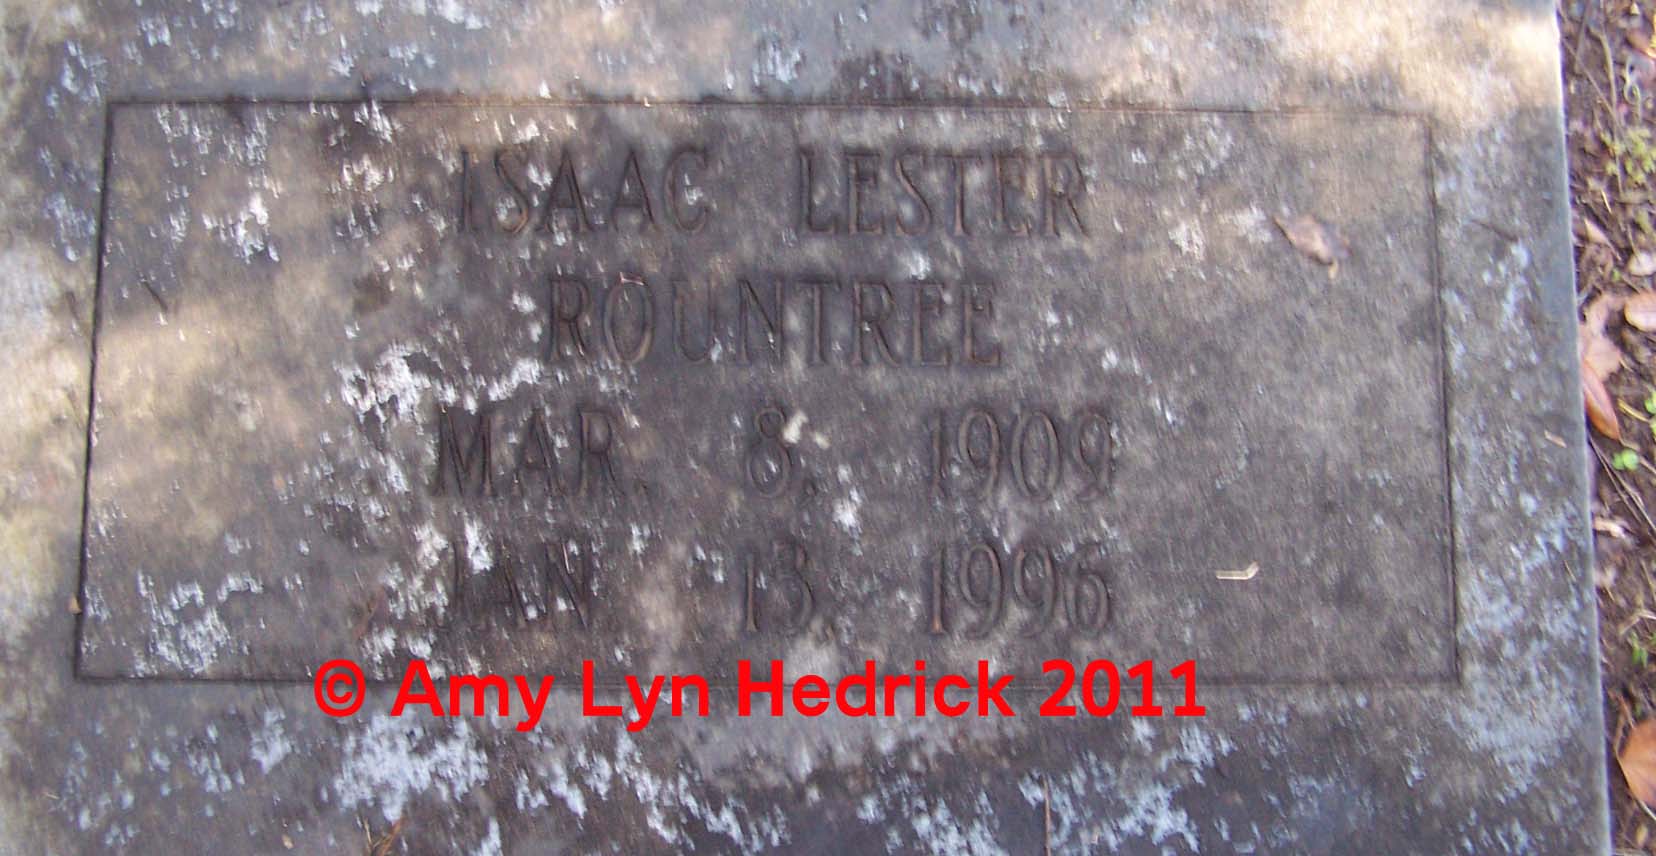 ISAAC LESTER
ROUNTREE
MAR. 8, 1909
JAN. 13, 1996
© Amy Lyn Hedrick 2011